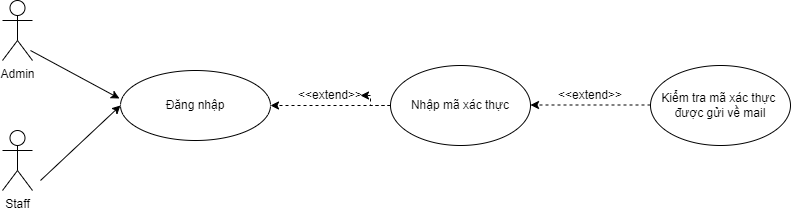 Admin
Staff
Đăng nhập
<<extend>>
Nhập mã xác thực
<<extend>>
Kiểm tra mã xác thực
được gửi về mail